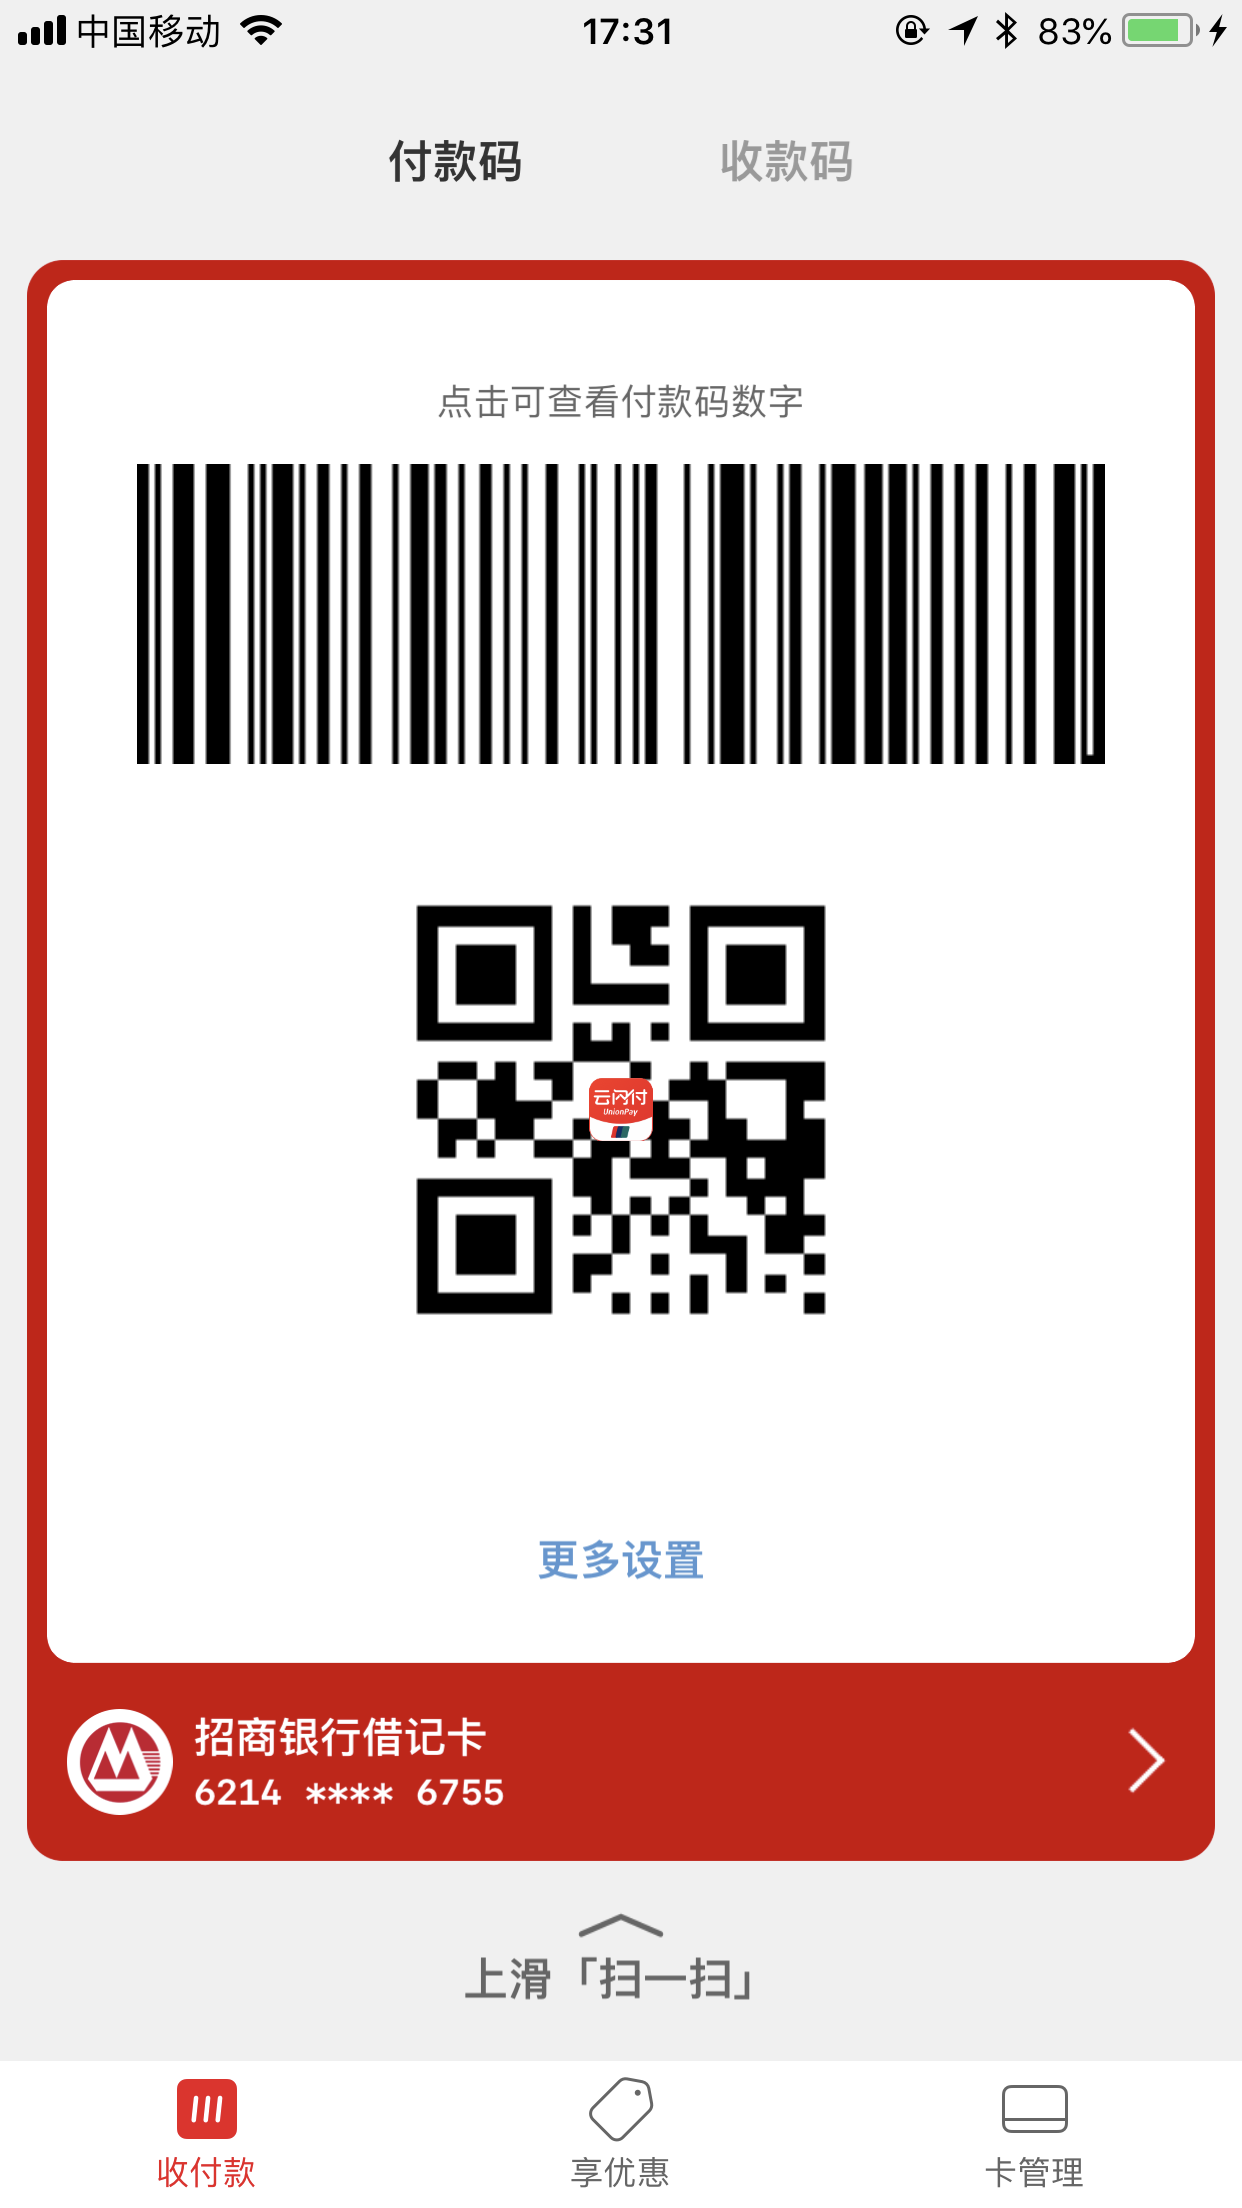 中国移动 17:31 83%
付款码 收款码
点击可查看付款码数字
云闪付
UnionPay
更多设置
招商银行借记卡
6214 **** 6755
上滑「扫一扫」
收付款 享优惠 卡管理